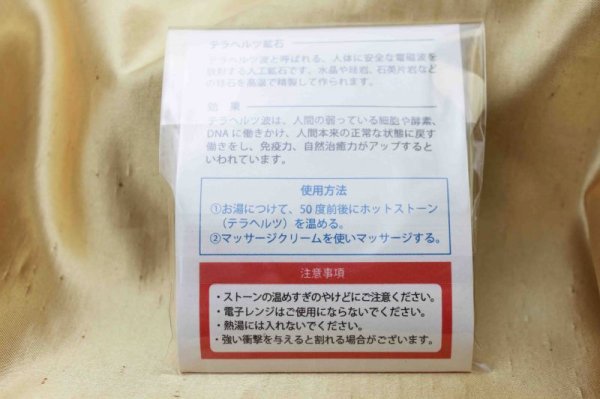 テラヘルツ鉱石
テラヘルツ波と呼ばれる、人体に安全な電磁波を
放射する人工鉱石です。水晶や珪岩、石英片岩など
の珪石を高温で精製して作られます。
効 果
テラヘルツ波は、人間の弱っている細胞や酵素、
DNAに働きかけ、人間本来の正常な状態に戻す
働きをし、免疫力、自然治癒力がアップすると
いわれています。
使用方法
①お湯につけて、50度前後にホットストーン
（テラヘルツ）を温める。
②マッサージクリームを使いマッサージする。
注意事項
・ストーンの温めすぎのやけどにご注意ください。
・電子レンジはご使用にならないでください。
・熱湯には入れないでください。
・強い衝撃を与えると割れる場合がございます。